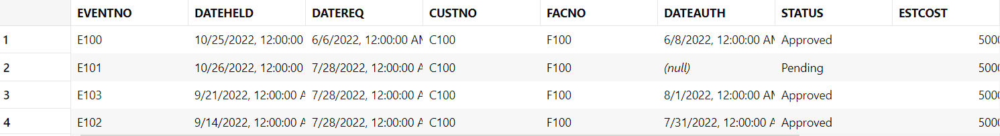 EVENTNO DATEHELD DATEREQ CUSTNO FACNO DATEAUTH STATUS ESTCOST
1 E100 10/25/2022, 12:00:00 6/6/2022, 12:00:00 AM C100 F100 6/8/2022, 12:00:00 AM Approved 5000
2 E101 10/26/2022, 12:00:00 7/28/2022, 12:00:00 A C100 F100 (null) Pending 5000
3 E103 9/21/2022, 12:00:00 A 7/28/2022, 12:00:00 A C100 F100 8/1/2022, 12:00:00 AM Approved 5000
4 E102 9/14/2022, 12:00:00 A 7/28/2022, 12:00:00 A C100 F100 7/31/2022, 12:00:00 A Approved 5000